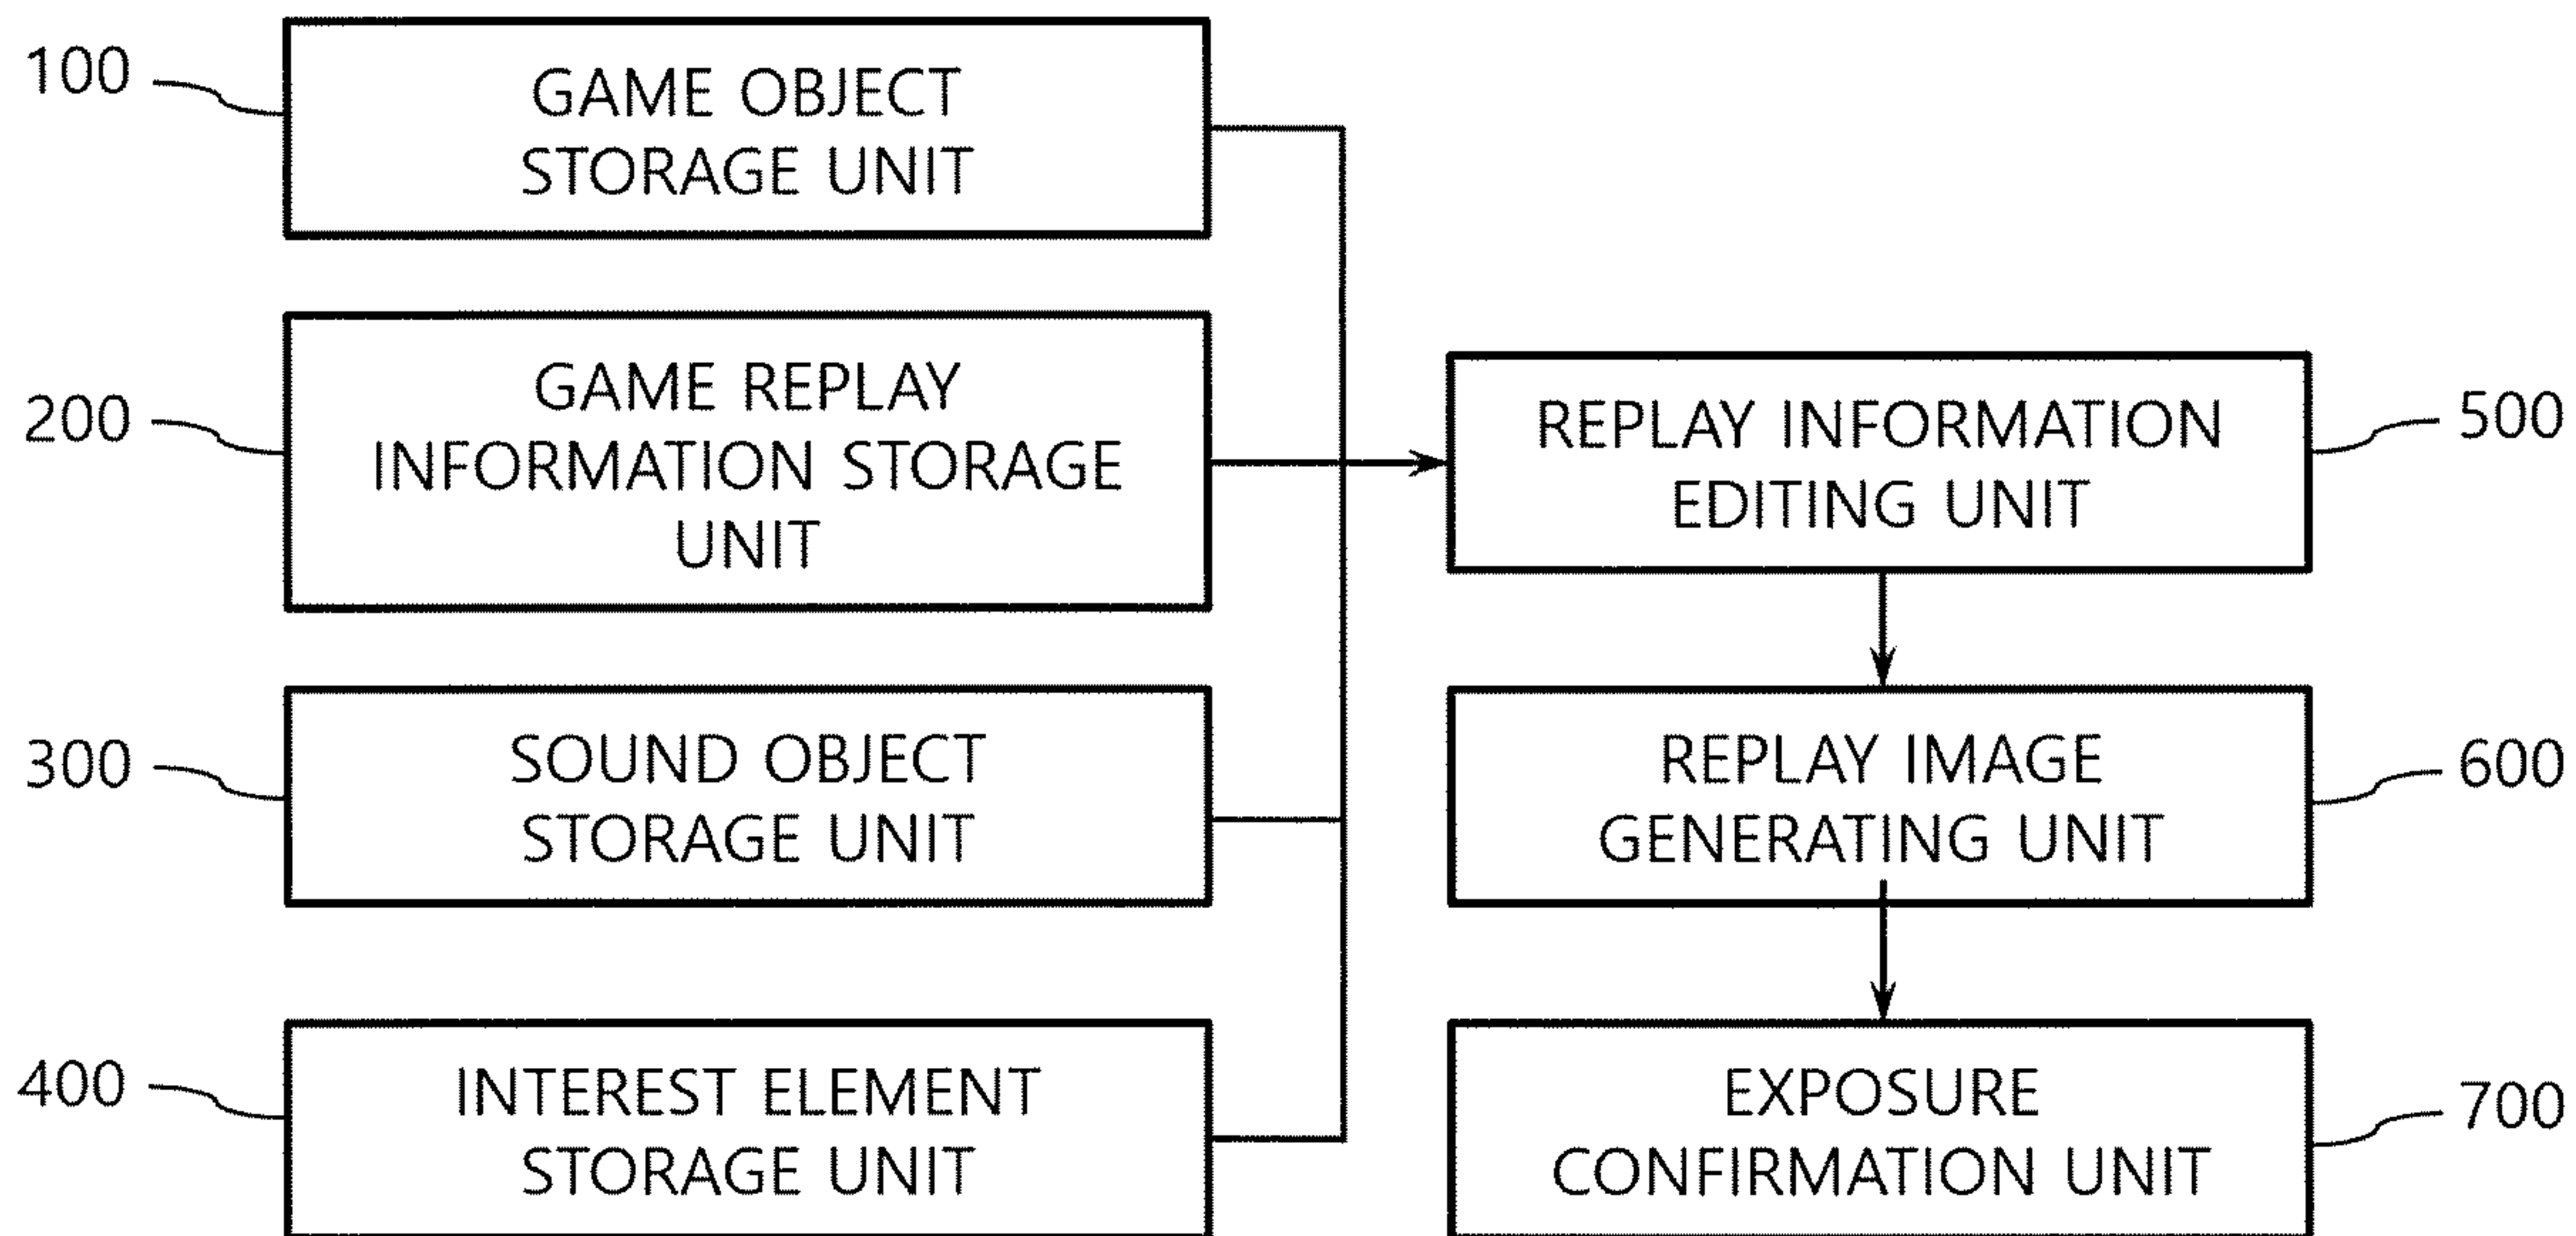 100
GAME OBJECT
STORAGE UNIT
200
GAME REPLAY
INFORMATION STORAGE
UNIT
300
SOUND OBJECT
STORAGE UNIT
400
INTEREST ELEMENT
STORAGE UNIT
REPLAY INFORMATION
EDITING UNIT
500
REPLAY IMAGE
GENERATING UNIT
600
EXPOSURE
CONFIRMATION UNIT
700